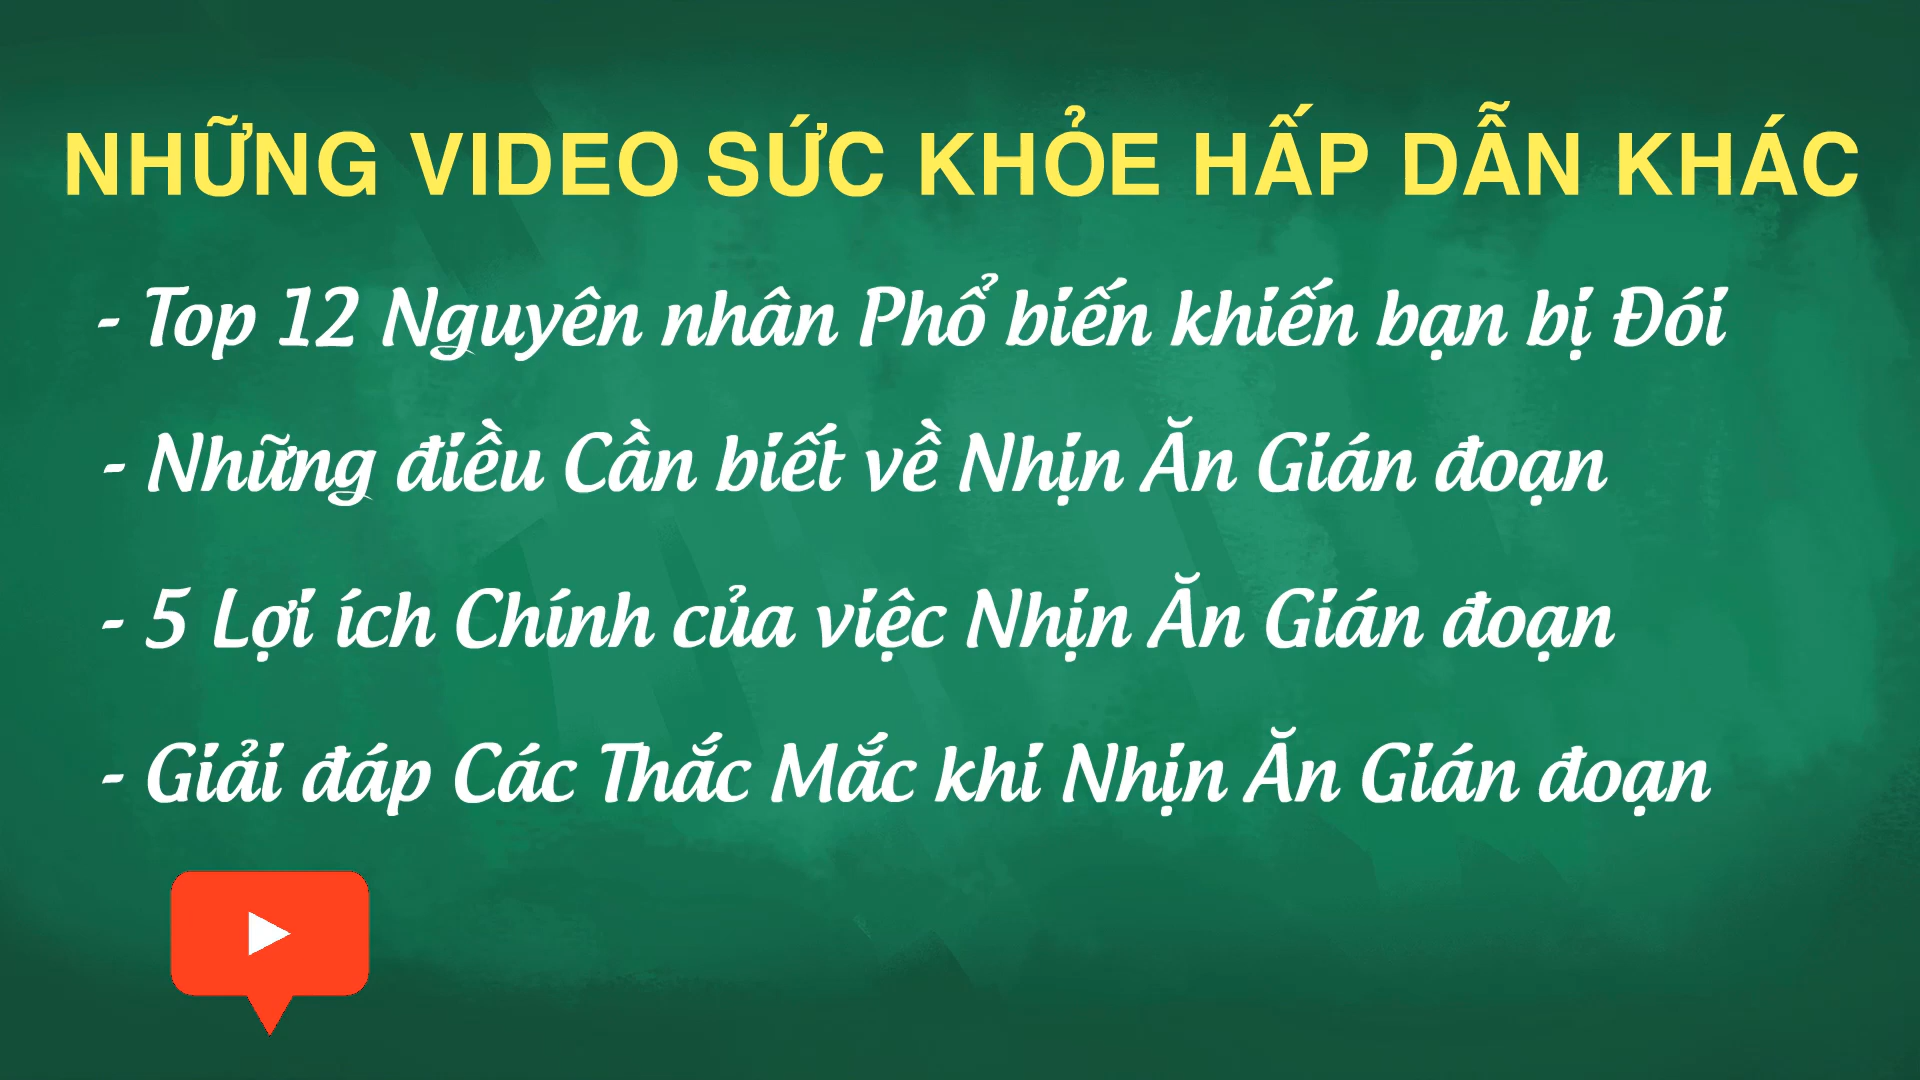 NHỮNG VIDEO SỨC KHỎE HẤP DẪN KHÁC
- Top 12 Nguyên nhân Phổ biến khiến bạn bị Đói
- Những điều Cần biết về Nhịn Ăn Gián đoạn
- 5 Lợi ích Chính của việc Nhịn Ăn Gián đoạn
- Giải đáp Các Thắc Mắc khi Nhịn Ăn Gián đoạn